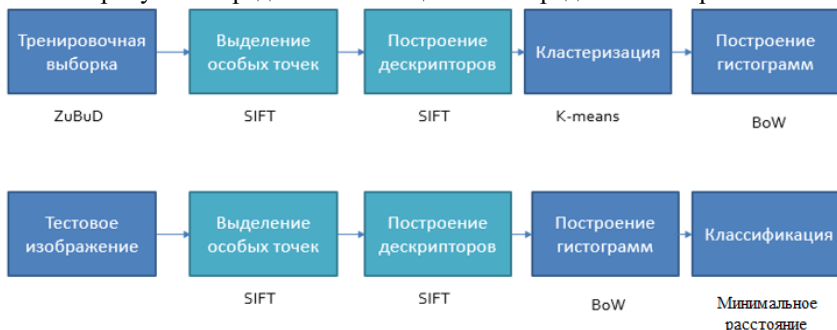 Тренировочная
выборка
Выделение
особых точек
Построение
дескрипторов
Кластеризация
Построение
гистограмм
ZuBuD
SIFT
SIFT
K-means
BoW
Тестовое
изображение
Выделение
особых точек
Построение
дескрипторов
Построение
гистограмм
Классификация
SIFT
SIFT
BoW
Минимальное
расстояние